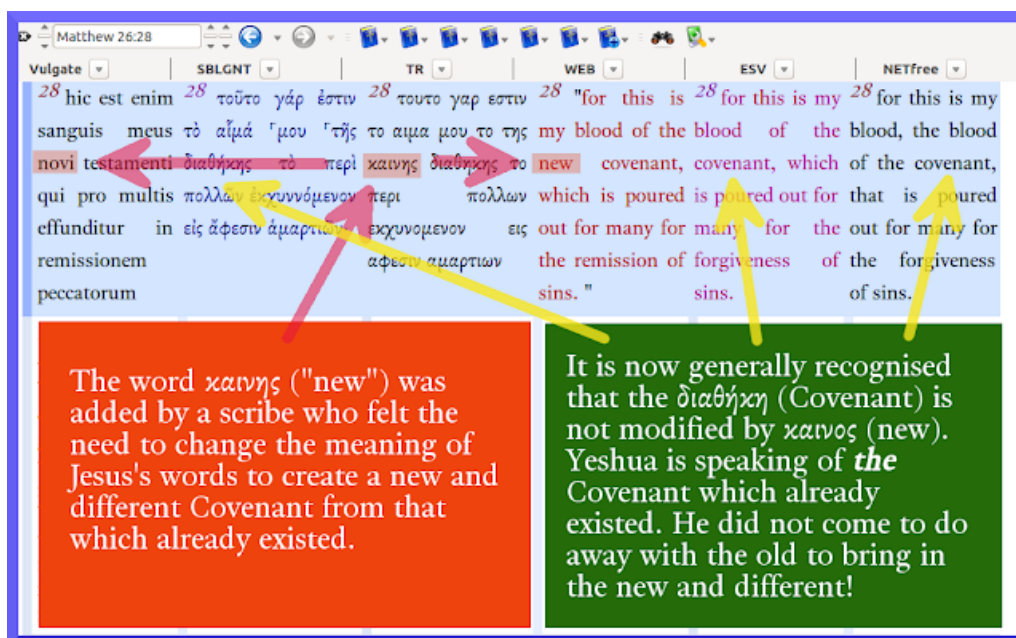 Matthew 26:28
Vulgate
SBLGNT
TR
WEB
ESV
NETfree
28 hic est enim
sanguis meus
novi testamenti
qui pro multis
effunditur in
remissionem
peccatorum
28 τοῦτο γάρ ἐστιν
τὸ αἷμά ⸀μου ⸀τῆς
διαθήκης τὸ περὶ
πολλῶν ἐκχυννόμενον
εἰς ἄφεσιν ἁμαρτιῶν
28 τουτο γαρ εστιν
το αιμα μου το της
καινης διαθηκης το
περι πολλων
εκχυνομενον εις
αφεσιν αμαρτιων
28 "for this is
my blood of the
new covenant,
which is poured
out for many for
the remission of
sins. "
28 for this is my
blood of the
covenant, which
is poured out for
many for the
forgiveness of
sins.
28 for this is my
blood, the blood
of the covenant,
that is poured
out for many for
the forgiveness
of sins.
The word καινης ("new") was
added by a scribe who felt the
need to change the meaning of
Jesus's words to create a new and
different Covenant from that
which already existed.
It is now generally recognised
that the διαθήκη (Covenant) is
not modified by καινος (new).
Yeshua is speaking of the
Covenant which already
existed. He did not come to do
away with the old to bring in
the new and different!